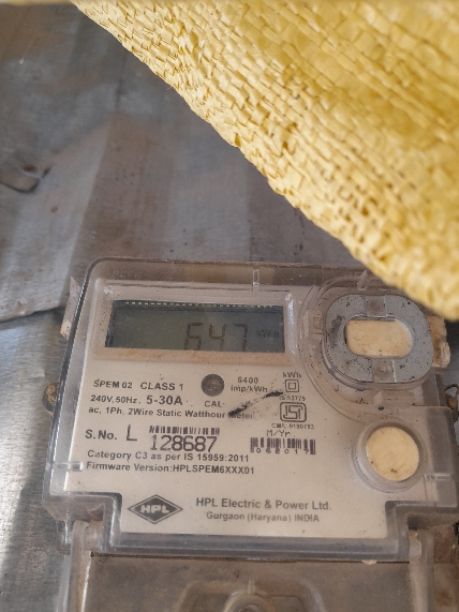 647 kWh
SPEM 02 CLASS 1
6400 imp/kWh
kWh
240V,50Hz. 5-30A CAL
ac, 1Ph, 2Wire Static Watthour Meter
S.No. L 128687
M/Yr
Category C3 as per IS 15959:2011
Firmware Version:HPLSPEM6XXX01
HPL
HPL Electric & Power Ltd.
Gurgaon (Haryana) INDIA